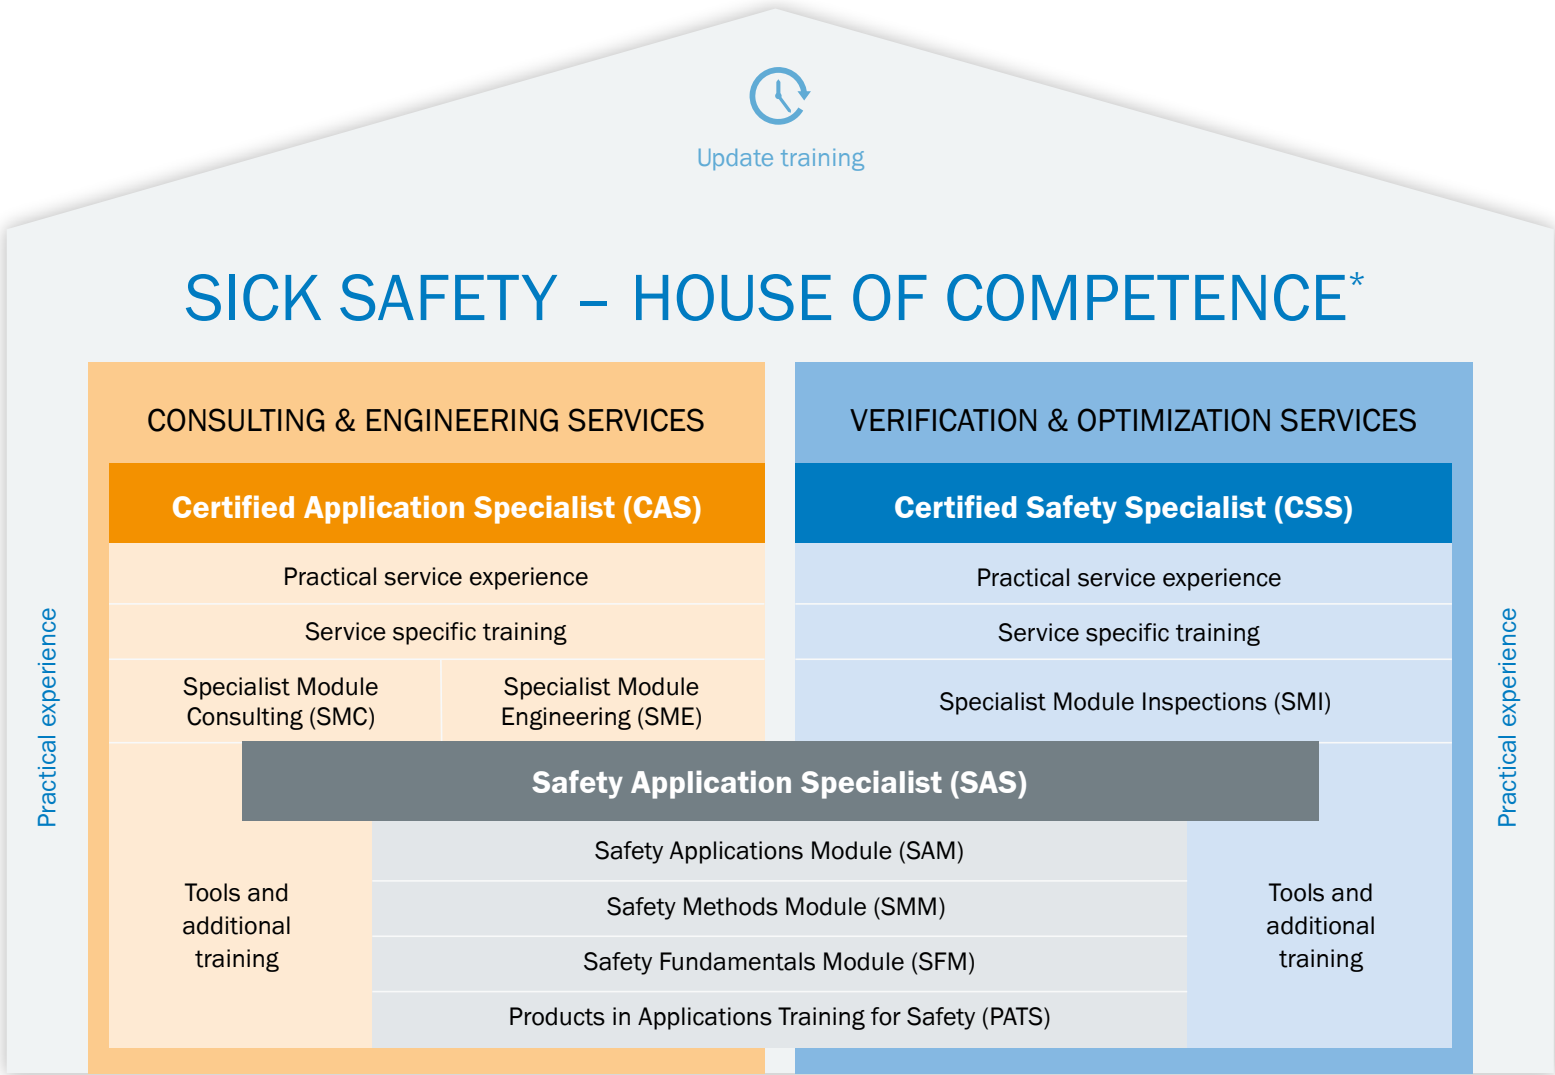 Update training
SICK SAFETY – HOUSE OF COMPETENCE*
CONSULTING & ENGINEERING SERVICES
Certified Application Specialist (CAS)
Practical service experience
Service specific training
Specialist Module
Consulting (SMC)
Specialist Module
Engineering (SME)
VERIFICATION & OPTIMIZATION SERVICES
Certified Safety Specialist (CSS)
Practical service experience
Service specific training
Specialist Module Inspections (SMI)
Practical experience
Practical experience
Safety Application Specialist (SAS)
Safety Applications Module (SAM)
Safety Methods Module (SMM)
Safety Fundamentals Module (SFM)
Products in Applications Training for Safety (PATS)
Tools and
additional
training
Tools and
additional
training